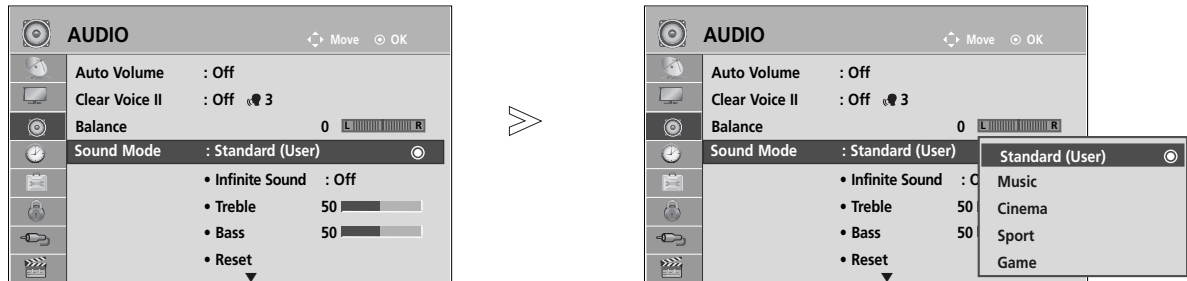 AUDIO
Move OK
Auto Volume : Off
Clear Voice II : Off 3
Balance 0 L R
Sound Mode : Standard (User)
• Infinite Sound : Off
• Treble 50
• Bass 50
• Reset
AUDIO
Move OK
Auto Volume : Off
Clear Voice II : Off 3
Balance 0 L R
Sound Mode : Standard (User)
• Infinite Sound : O
• Treble 50
• Bass 50
• Reset
Standard (User)
Music
Cinema
Sport
Game